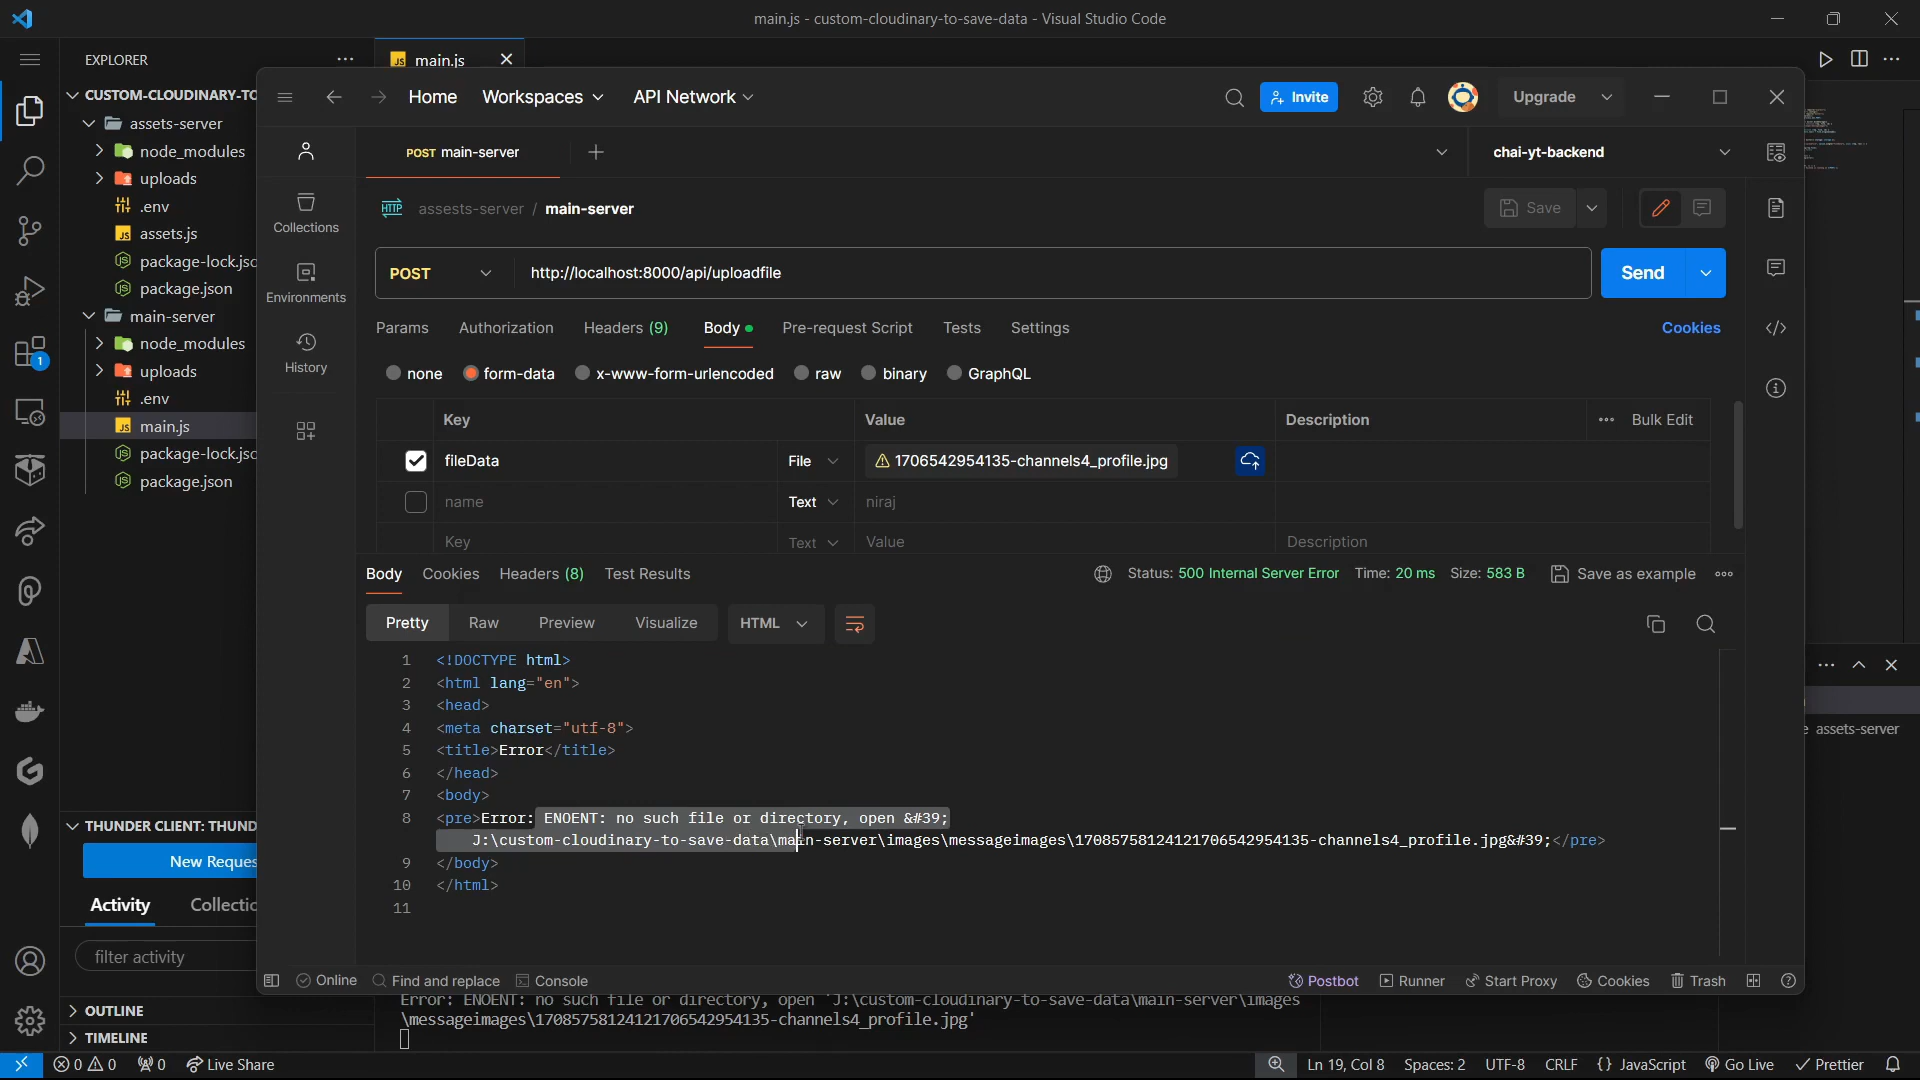 main.js - custom-cloudinary-to-save-data - Visual Studio Code
EXPLORER
main.js
CUSTOM-CLOUDINARY-TO
assets-server
node_modules
uploads
.env
assets.js
package-lock.jsc
package.json
main-server
node_modules
uploads
.env
main.js
package-lock.jsc
package.json
1
Home
Workspaces
API Network
Invite
Upgrade
POST main-server
chai-yt-backend
Collections
Environments
History
HTTP
assests-server / main-server
Save
POST
http://localhost:8000/api/uploadfile
Send
Params
Authorization
Headers (9)
Body
Pre-request Script
Tests
Settings
Cookies
none
form-data
x-www-form-urlencoded
raw
binary
GraphQL
Key
Value
Description
Bulk Edit
fileData
File
1706542954135-channels4_profile.jpg
name
Text
niraj
Key
Text
Value
Description
Body
Cookies
Headers (8)
Test Results
Status: 500 Internal Server Error
Time: 20 ms
Size: 583 B
Save as example
Pretty
Raw
Preview
Visualize
HTML
1 <!DOCTYPE html>
2 <html lang="en">
3 <head>
4 <meta charset="utf-8">
5 <title>Error</title>
6 </head>
7 <body>
8 <pre>Error: ENOENT: no such file or directory, open &#39;
J:\custom-cloudinary-to-save-data\main-server\images\messageimages\17085758124121706542954135-channels4_profile.jpg&#39;</pre>
9 </body>
10 </html>
11
assets-server
THUNDER CLIENT: THUND
New Reques
Activity
Collectic
filter activity
OUTLINE
TIMELINE
Online
Find and replace
Console
Postbot
Runner
Start Proxy
Cookies
Trash
Error: ENOENT: no such file or directory, open 'J:\custom-cloudinary-to-save-data\main-server\images
\messageimages\17085758124121706542954135-channels4_profile.jpg'
0
0
0
Live Share
Ln 19, Col 8
Spaces: 2
UTF-8
CRLF
{} JavaScript
Go Live
Prettier